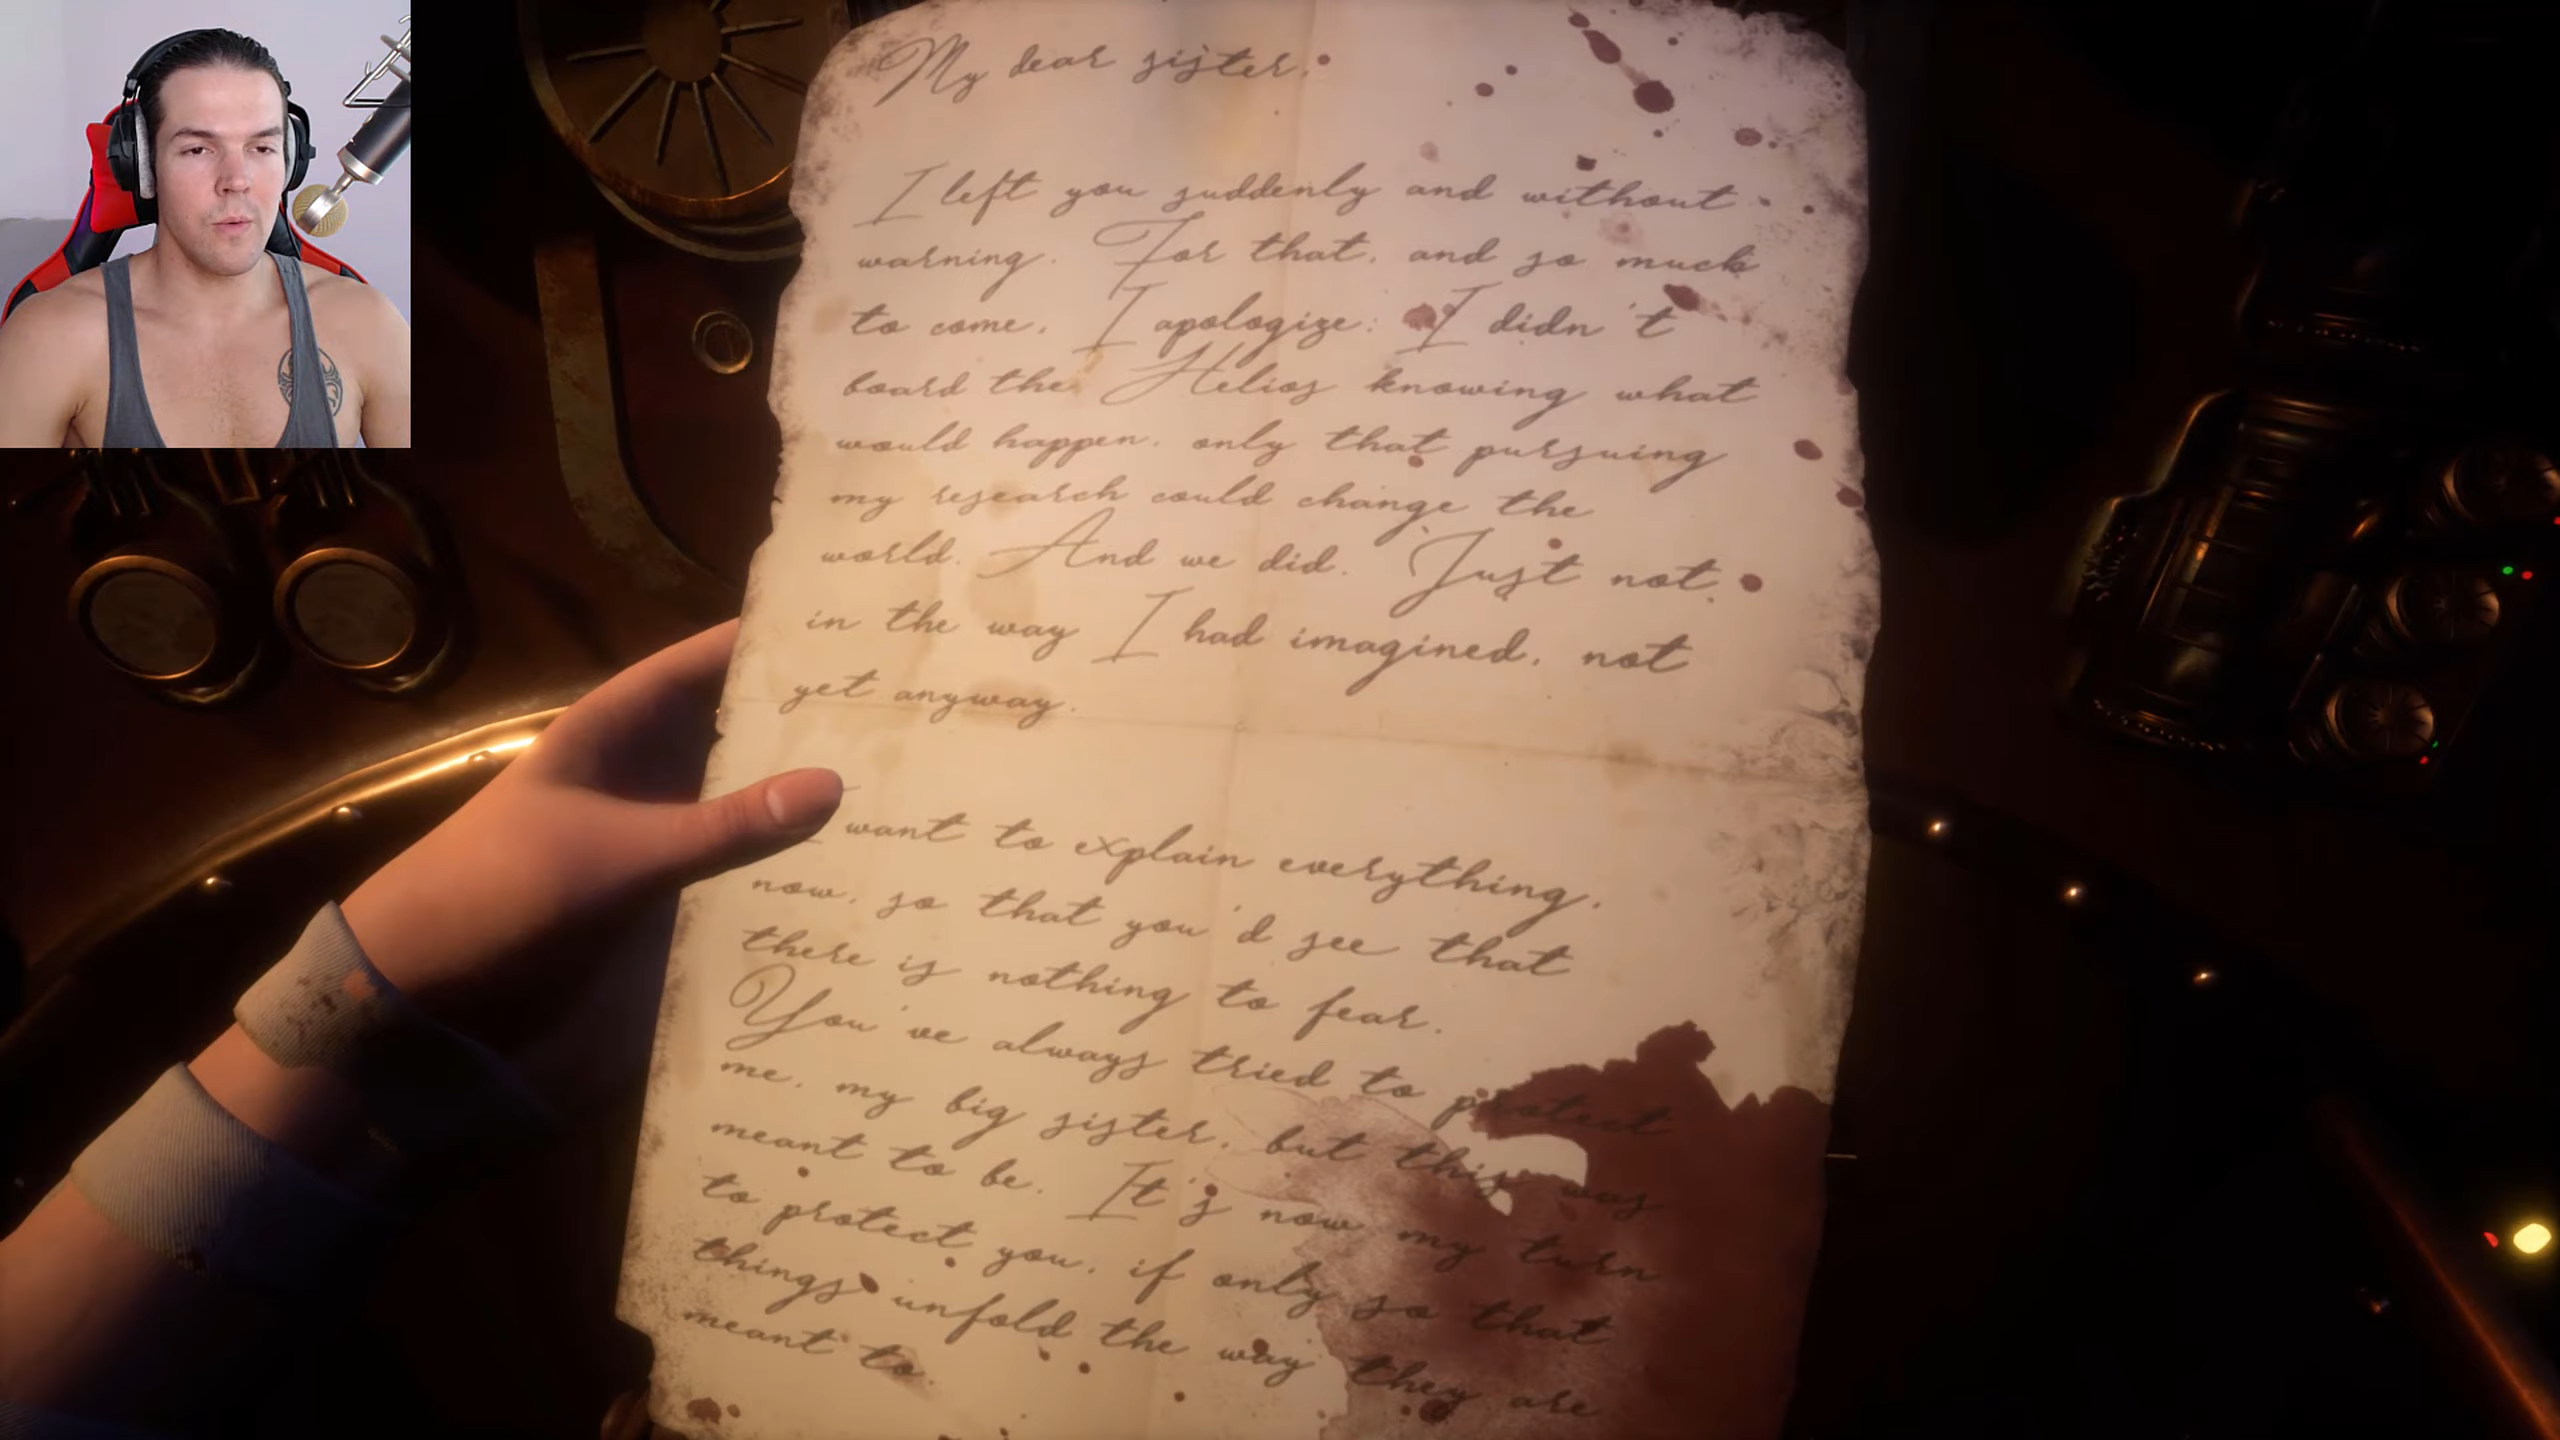 My dear sister,
I left you suddenly and without
warning. For that, and so much
to come, I apologize. I didn't
board the Helios knowing what
would happen, only that pursuing
my research could change the
world. And we did. Just not
in the way I had imagined, not
yet anyway.
I want to explain everything,
now, so that you'd see that
there is nothing to fear.
You've always tried to protect
me, my big sister, but this was
meant to be. It's now my turn
to protect you, if only so that
things unfold the way they are
meant to.